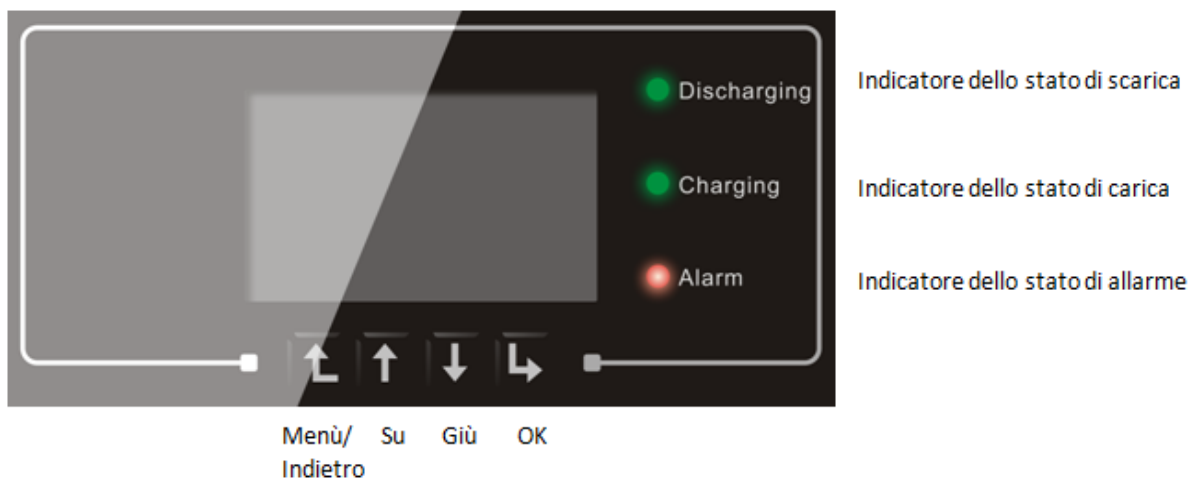 Discharging
Indicatore dello stato di scarica
Charging
Indicatore dello stato di carica
Alarm
Indicatore dello stato di allarme
Menù/
Indietro
Su
Giù
OK